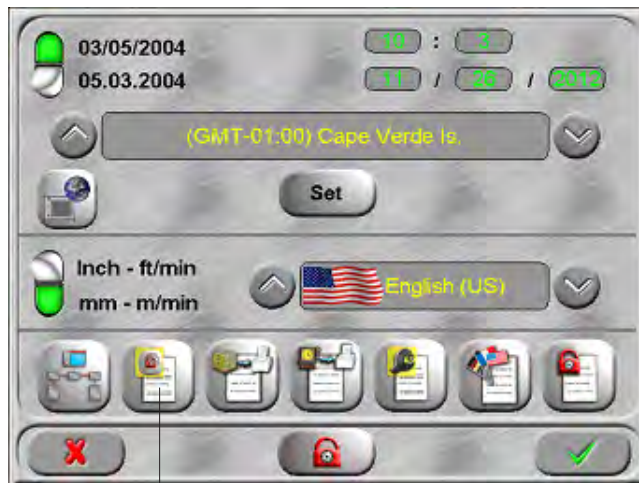 03/05/2004
10 : 3
05.03.2004
11 / 28 / 2012
(GMT-01:00) Cape Verde Is.
Set
Inch - ft/min
mm - m/min
English (US)